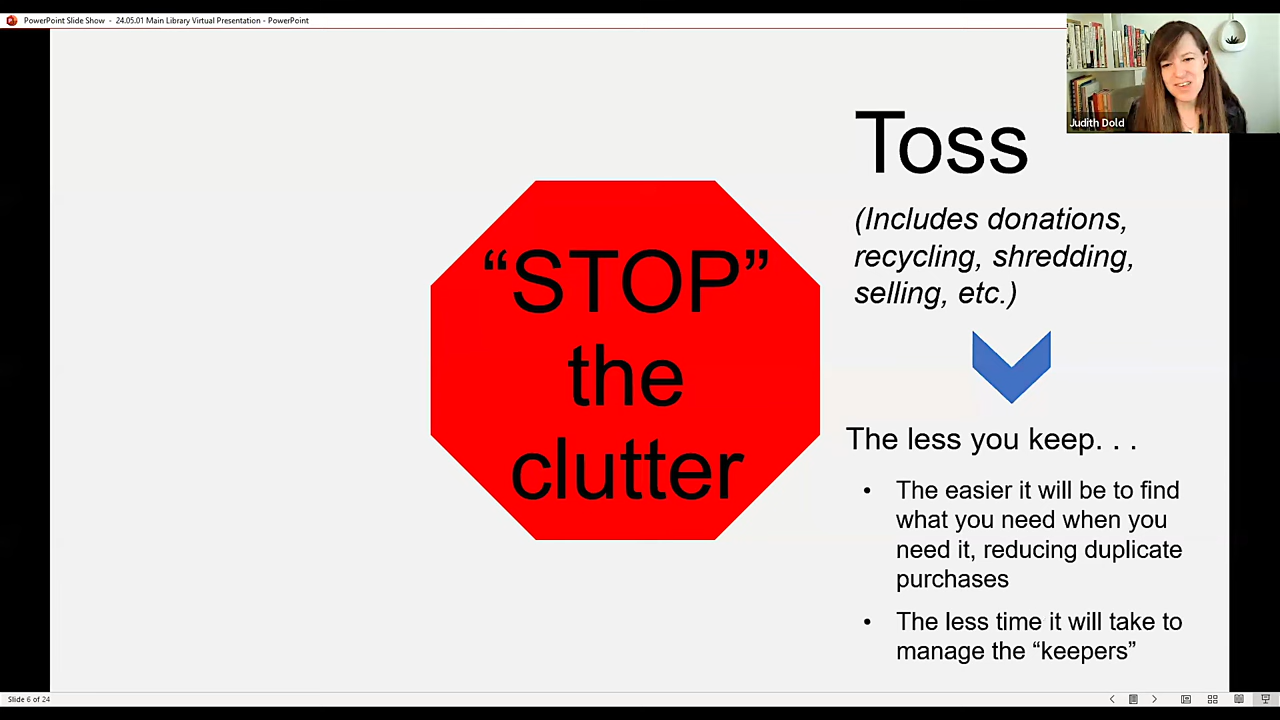 PowerPoint Slide Show - 24.05.01 Main Library Virtual Presentation - PowerPoint
Judith Dold
Toss
(Includes donations,
recycling, shredding,
selling, etc.)
“STOP”
the
clutter
The less you keep. . .
• The easier it will be to find
what you need when you
need it, reducing duplicate
purchases
• The less time it will take to
manage the “keepers”
Slide 6 of 24